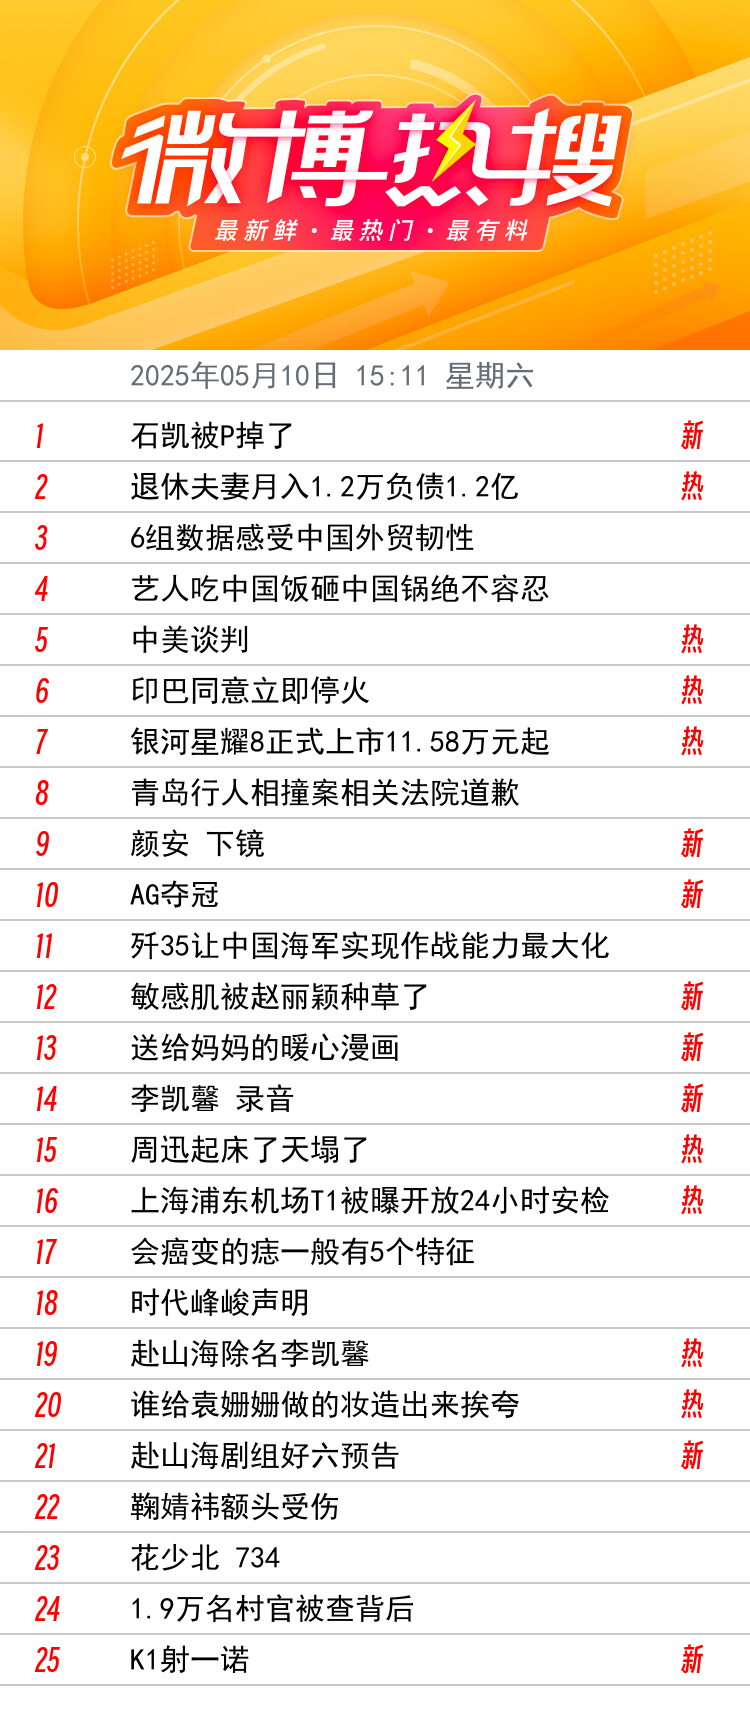 微博热搜
最新鲜·最热门·最有料
2025年05月10日 15:11 星期六
1 石凯被P掉了 新
2 退休夫妻月入1.2万负债1.2亿 热
3 6组数据感受中国外贸韧性
4 艺人吃中国饭砸中国锅绝不容忍
5 中美谈判 热
6 印巴同意立即停火 热
7 银河星耀8正式上市11.58万元起 热
8 青岛行人相撞案相关法院道歉
9 颜安 下镜 新
10 AG夺冠 新
11 歼35让中国海军实现作战能力最大化
12 敏感肌被赵丽颖种草了 新
13 送给妈妈的暖心漫画 新
14 李凯馨 录音 新
15 周迅起床了天塌了 热
16 上海浦东机场T1被曝开放24小时安检 热
17 会癌变的痣一般有5个特征
18 时代峰峻声明
19 赴山海除名李凯馨 热
20 谁给袁姗姗做的妆造出来挨夸 热
21 赴山海剧组好六预告 新
22 鞠婧祎额头受伤
23 花少北 734
24 1.9万名村官被查背后
25 K1射一诺 新